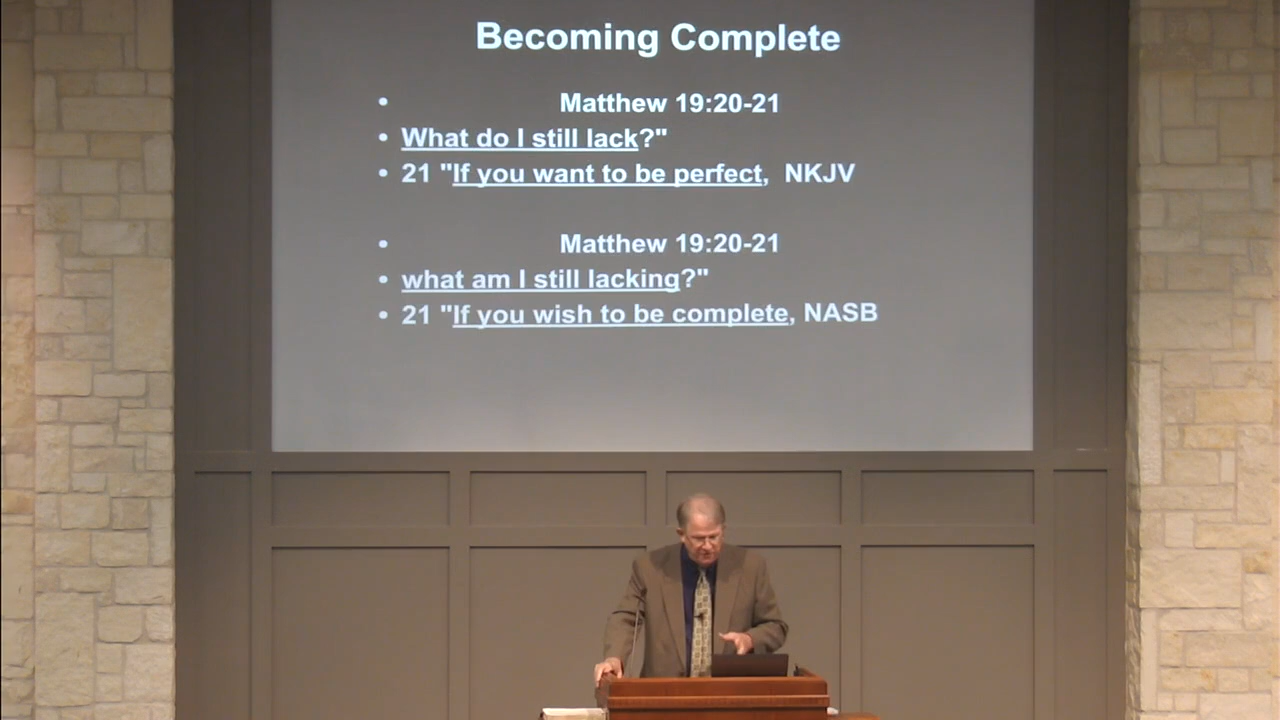 Becoming Complete
• Matthew 19:20-21
• What do I still lack?"
• 21 "If you want to be perfect, NKJV
• Matthew 19:20-21
• what am I still lacking?"
• 21 "If you wish to be complete, NASB